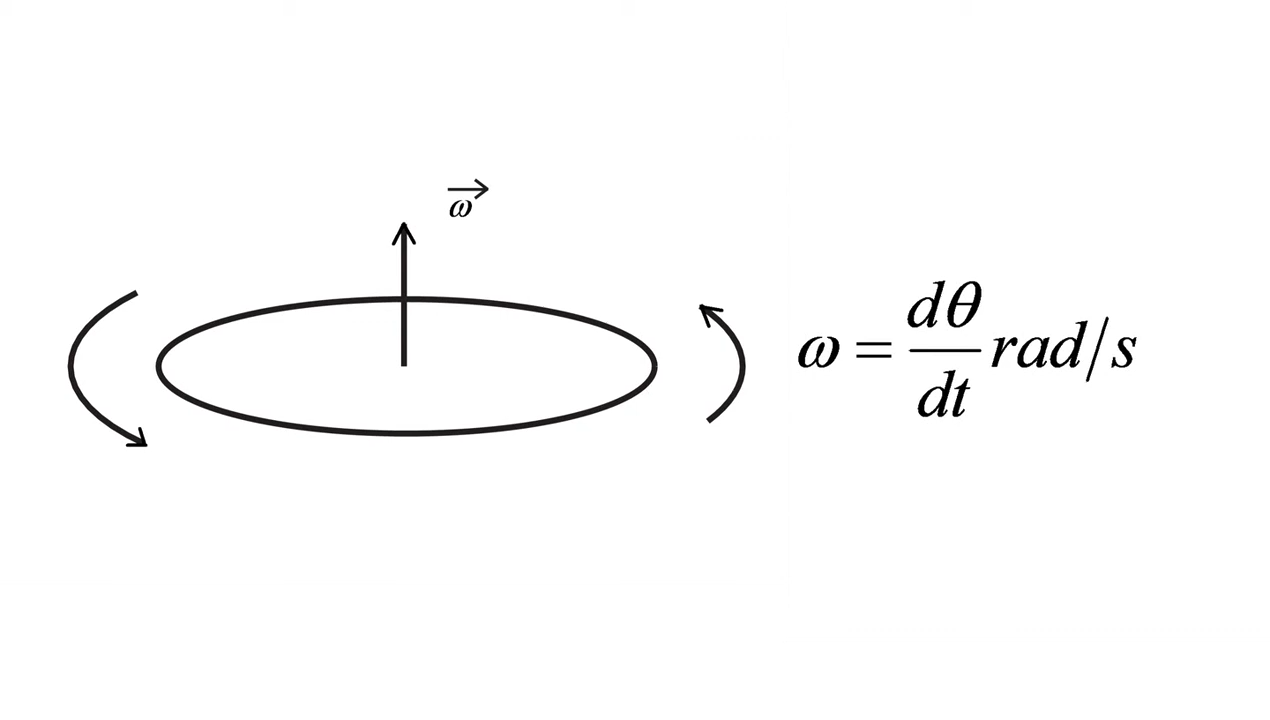 ω⃗
ω = dθ/dt rad/s